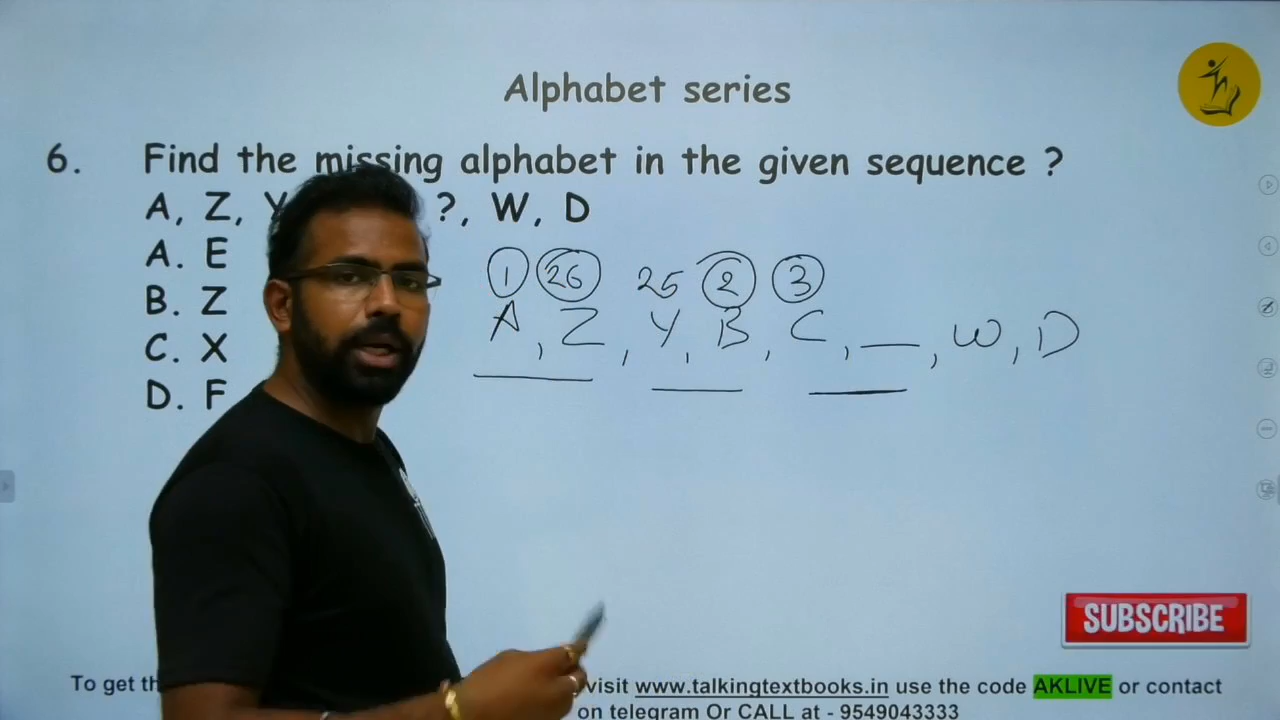 Alphabet series
6. Find the missing alphabet in the given sequence ?
A, Z, Y ?, W, D
A. E
B. Z
C. X
D. F
1 26 25 2 3
A, Z, Y, B, C, __, W, D
SUBSCRIBE
To get th visit www.talkingtextbooks.in use the code AKLIVE or contact
on telegram Or CALL at - 9549043333